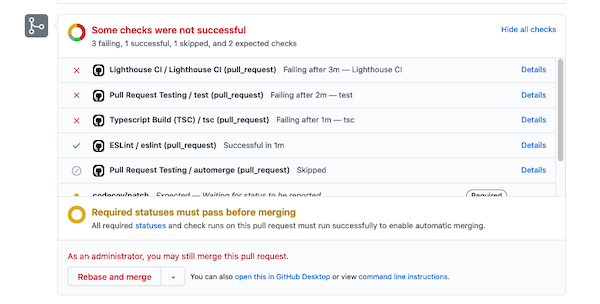 Some checks were not successful
Hide all checks
3 failing, 1 successful, 1 skipped, and 2 expected checks
Lighthouse CI / Lighthouse CI (pull_request) Failing after 3m — Lighthouse CI Details
Pull Request Testing / test (pull_request) Failing after 2m — test Details
Typescript Build (TSC) / tsc (pull_request) Failing after 1m — tsc Details
ESLint / eslint (pull_request) Successful in 1m Details
Pull Request Testing / automerge (pull_request) Skipped Details
codecov/patch Expected — Waiting for status to be reported Required
Required statuses must pass before merging
All required statuses and check runs on this pull request must run successfully to enable automatic merging.
As an administrator, you may still merge this pull request.
Rebase and merge You can also open this in GitHub Desktop or view command line instructions.